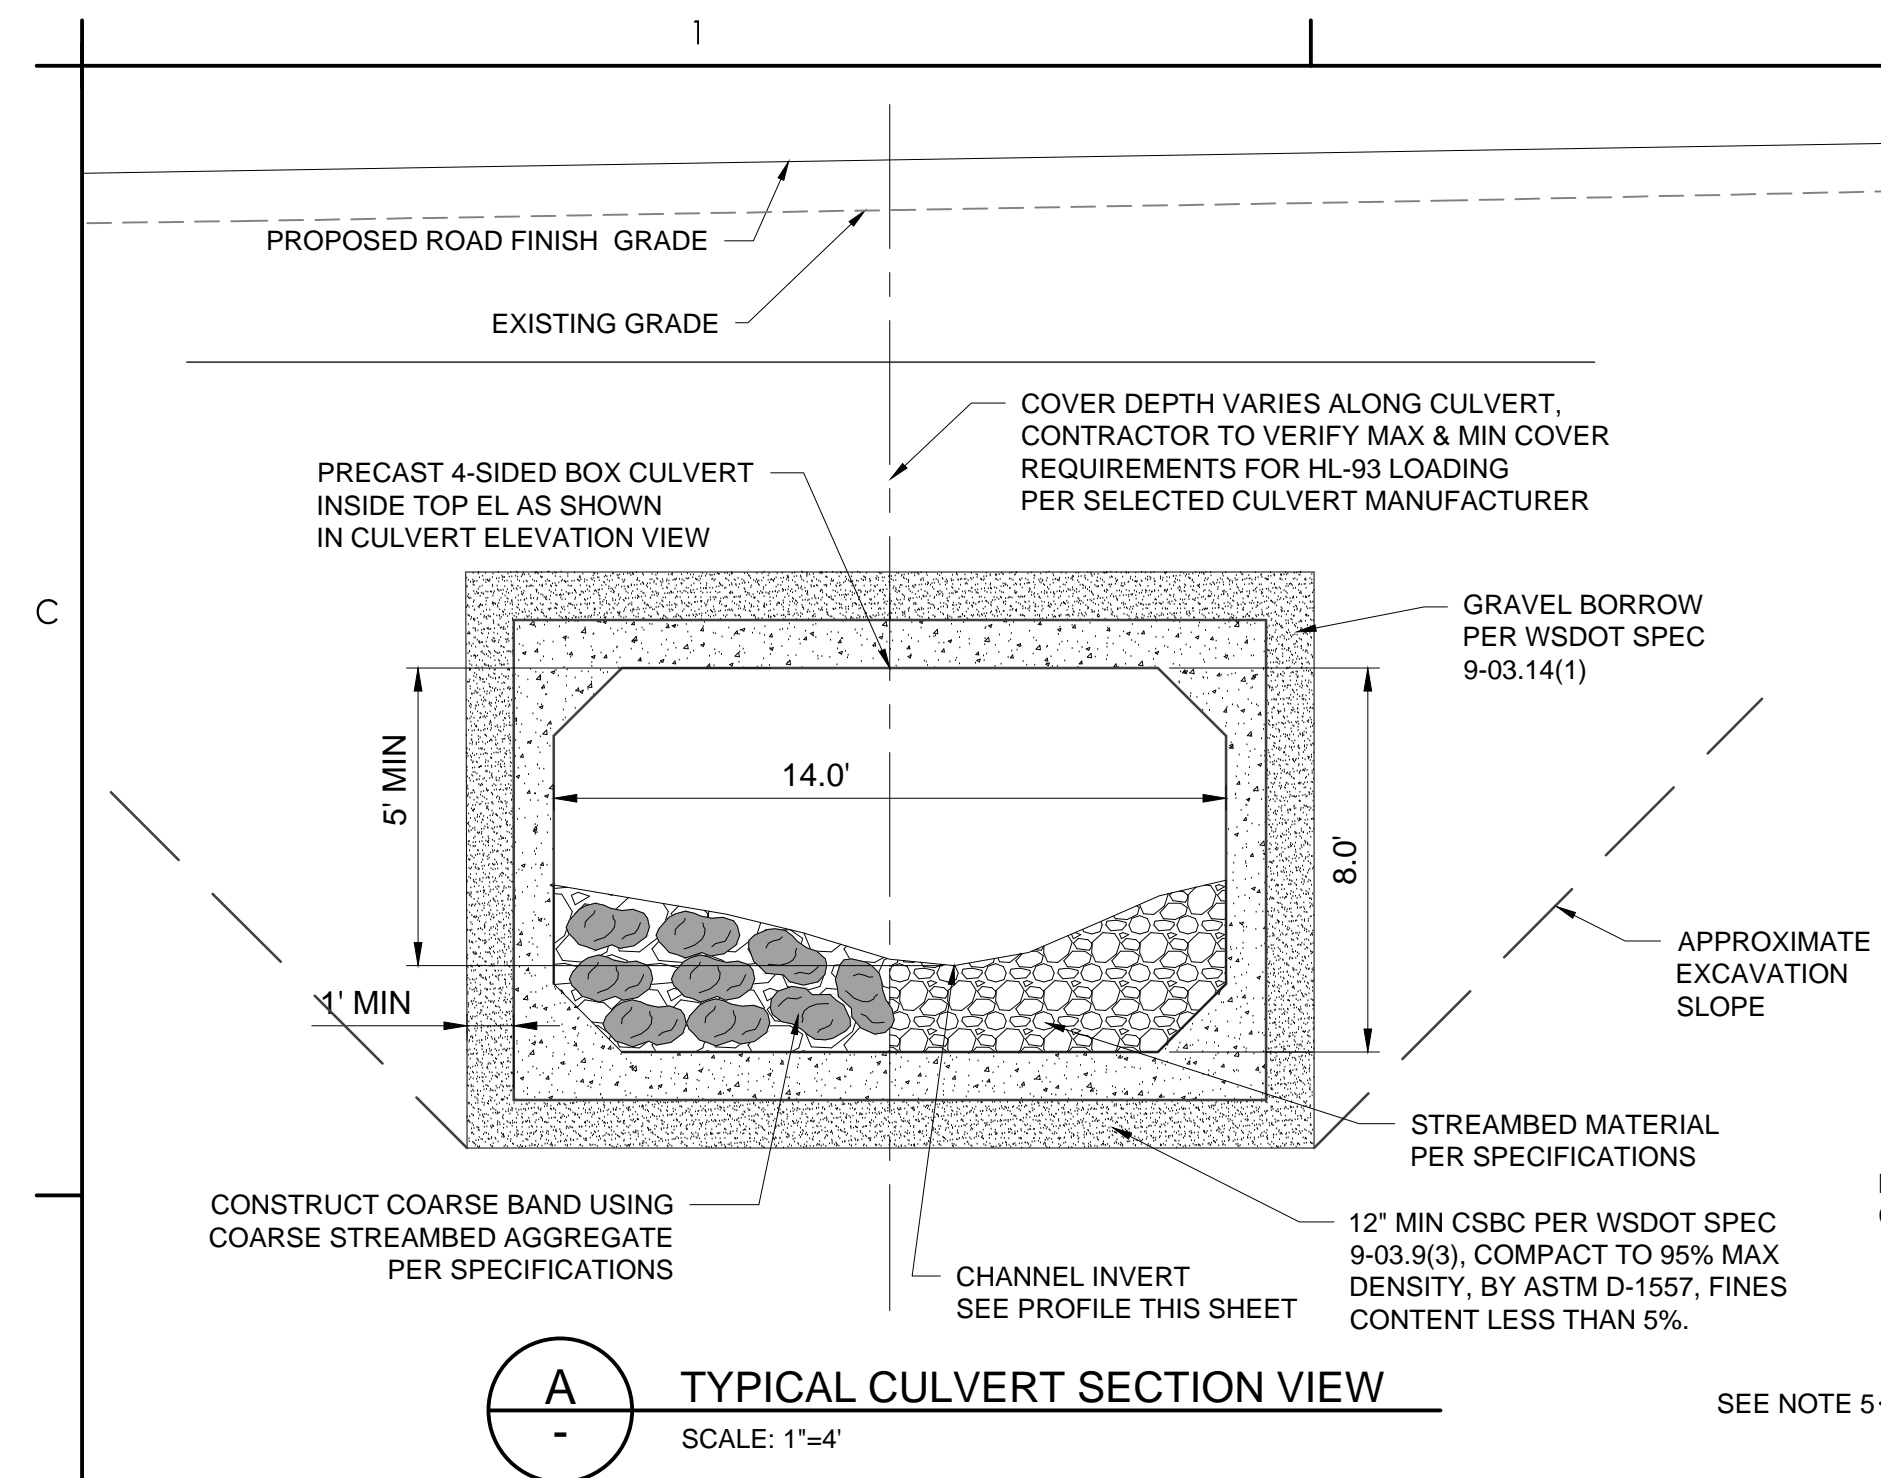 1
PROPOSED ROAD FINISH GRADE
EXISTING GRADE
COVER DEPTH VARIES ALONG CULVERT,
CONTRACTOR TO VERIFY MAX & MIN COVER
REQUIREMENTS FOR HL-93 LOADING
PER SELECTED CULVERT MANUFACTURER
PRECAST 4-SIDED BOX CULVERT
INSIDE TOP EL AS SHOWN
IN CULVERT ELEVATION VIEW
C
GRAVEL BORROW
PER WSDOT SPEC
9-03.14(1)
5' MIN
14.0'
8.0'
1' MIN
APPROXIMATE
EXCAVATION
SLOPE
STREAMBED MATERIAL
PER SPECIFICATIONS
CONSTRUCT COARSE BAND USING
COARSE STREAMBED AGGREGATE
PER SPECIFICATIONS
12" MIN CSBC PER WSDOT SPEC
9-03.9(3), COMPACT TO 95% MAX
DENSITY, BY ASTM D-1557, FINES
CONTENT LESS THAN 5%.
CHANNEL INVERT
SEE PROFILE THIS SHEET
A
-
TYPICAL CULVERT SECTION VIEW
SCALE: 1"=4'
SEE NOTE 5